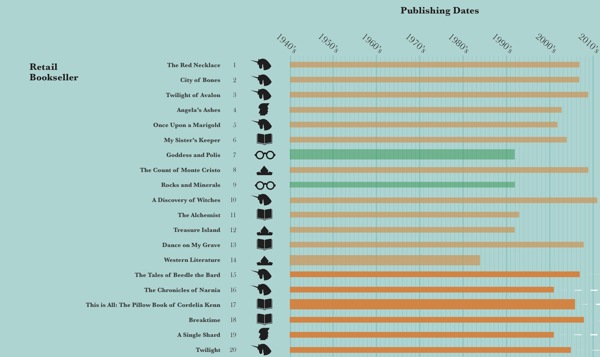 Publishing Dates
1940's 1950's 1960's 1970's 1980's 1990's 2000's 2010's
Retail
Bookseller
The Red Necklace 1
City of Bones 2
Twilight of Avalon 3
Angela's Ashes 4
Once Upon a Marigold 5
My Sister's Keeper 6
Goddess and Polis 7
The Count of Monte Cristo 8
Rocks and Minerals 9
A Discovery of Witches 10
The Alchemist 11
Treasure Island 12
Dance on My Grave 13
Western Literature 14
The Tales of Beedle the Bard 15
The Chronicles of Narnia 16
This is All: The Pillow Book of Cordelia Kenn 17
Breaktime 18
A Single Shard 19
Twilight 20